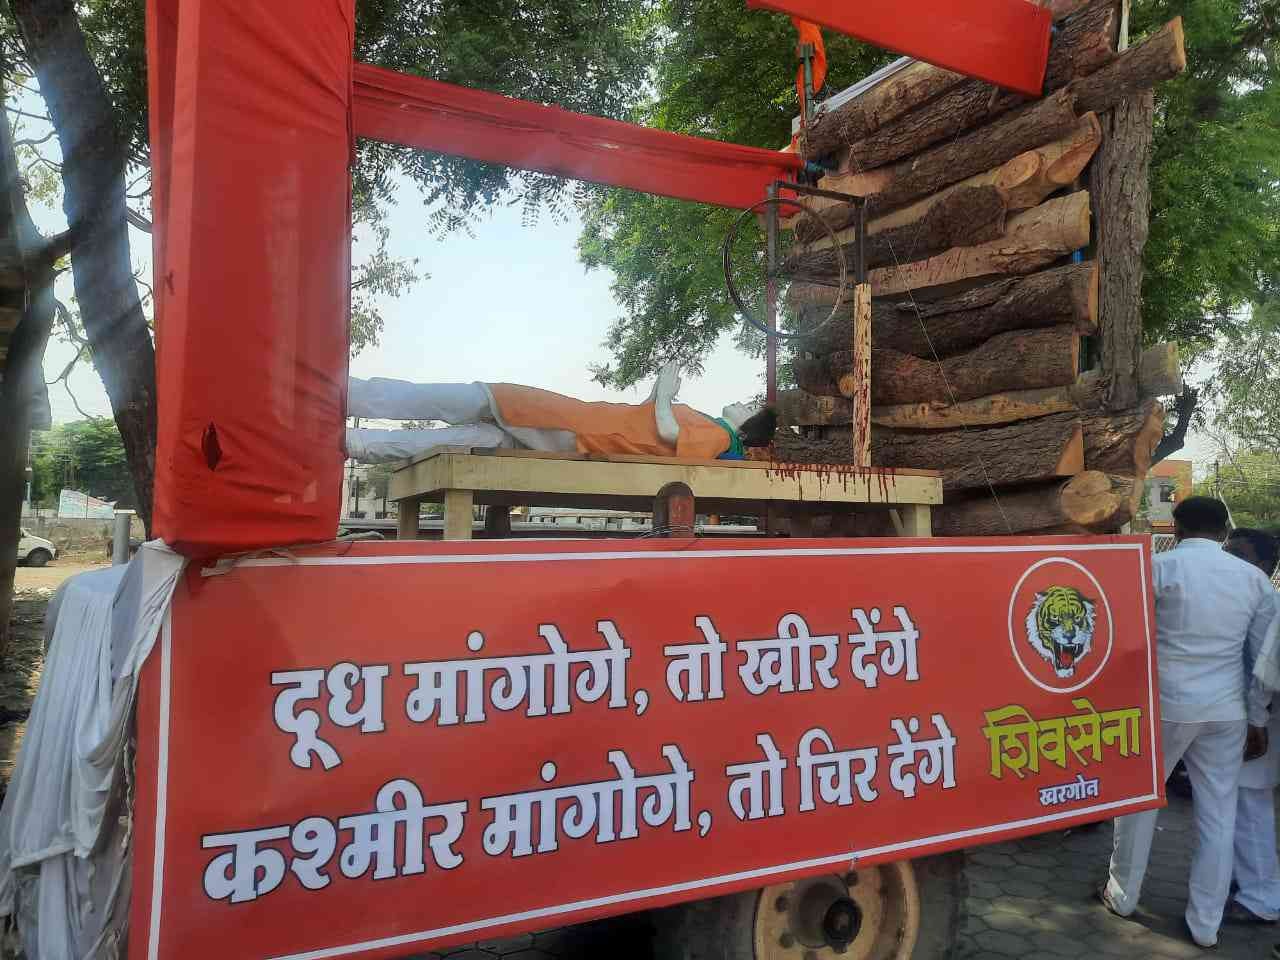 दूध मांगोगे, तो खीर देंगे
कश्मीर मांगोगे, तो चिर देंगे
शिवसेना
खरगोन